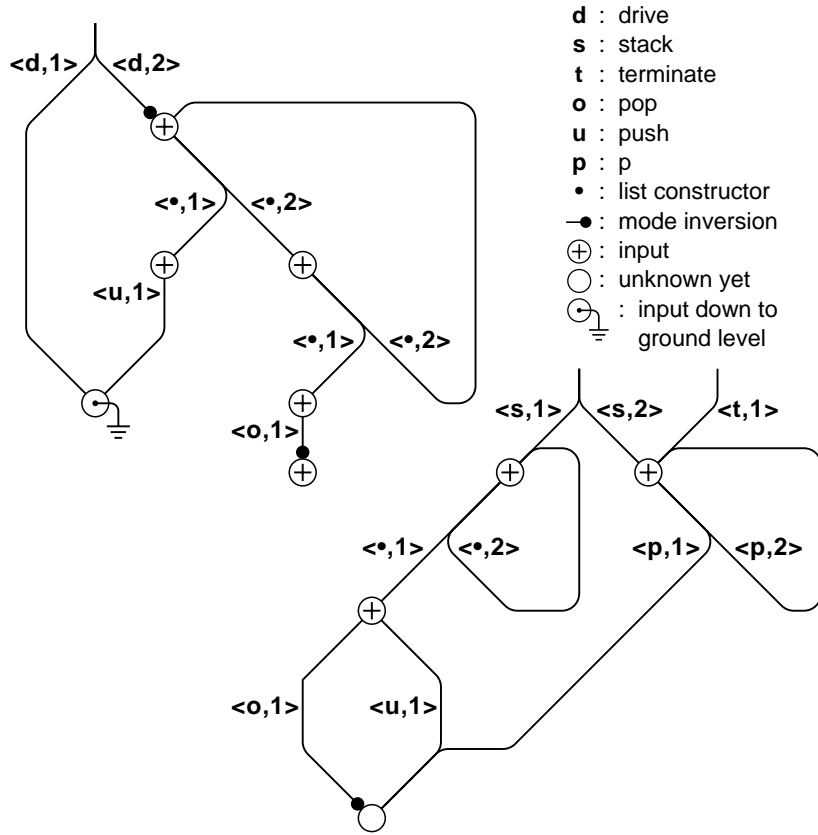 d : drive
s : stack
t : terminate
o : pop
u : push
p : p
• : list constructor
: mode inversion
: input
: unknown yet
: input down to
ground level
<d,1> <d,2>
<•,1> <•,2>
<u,1>
<•,1> <•,2>
<o,1>
<s,1> <s,2> <t,1>
<•,1> <•,2> <p,1> <p,2>
<o,1> <u,1>